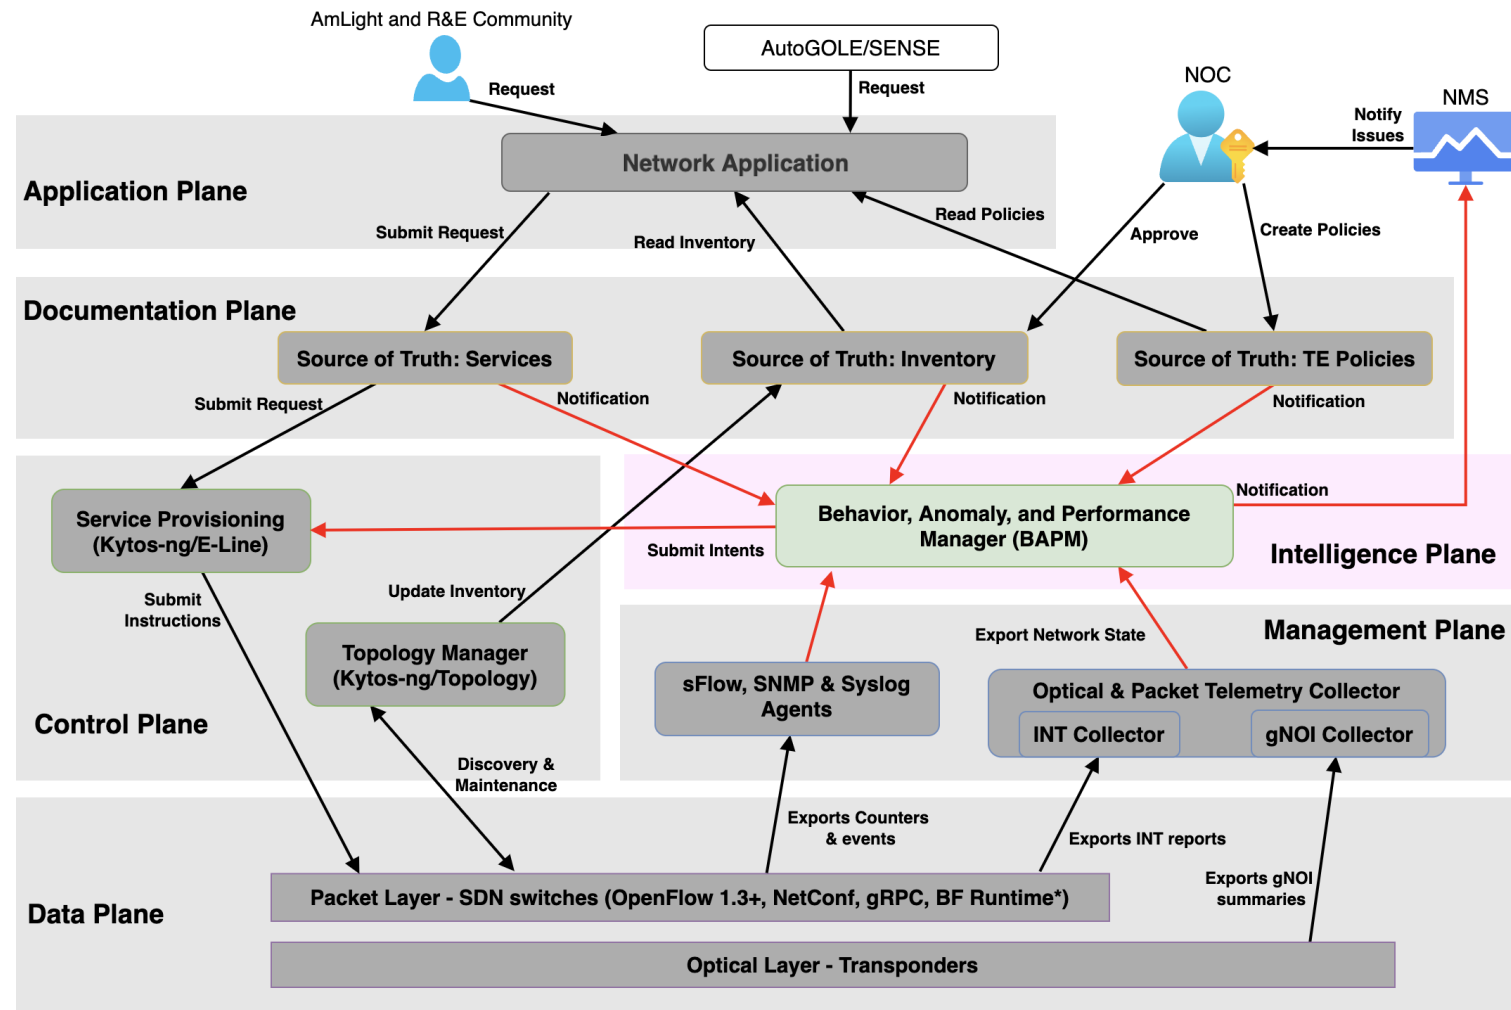 AmLight and R&E Community
AutoGOLE/SENSE
NOC
NMS
Request
Request
Notify
Issues
Network Application
Application Plane
Submit Request
Read Inventory
Read Policies
Approve
Create Policies
Documentation Plane
Source of Truth: Services
Source of Truth: Inventory
Source of Truth: TE Policies
Submit Request
Notification
Notification
Notification
Service Provisioning
(Kytos-ng/E-Line)
Behavior, Anomaly, and Performance
Manager (BAPM)
Notification
Submit Intents
Intelligence Plane
Submit
Instructions
Update Inventory
Topology Manager
(Kytos-ng/Topology)
Control Plane
Export Network State
Management Plane
sFlow, SNMP & Syslog
Agents
Optical & Packet Telemetry Collector
INT Collector
gNOI Collector
Discovery &
Maintenance
Exports Counters
& events
Exports INT reports
Exports gNOI
summaries
Data Plane
Packet Layer - SDN switches (OpenFlow 1.3+, NetConf, gRPC, BF Runtime*)
Optical Layer - Transponders